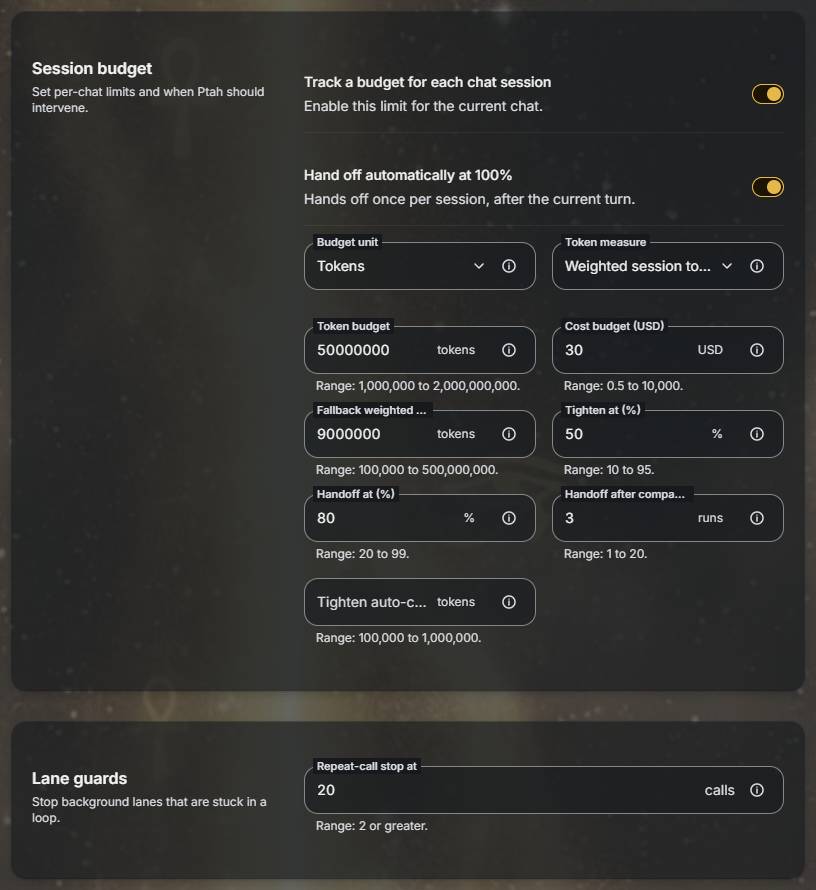 Session budget
Set per-chat limits and when Ptah should
intervene.
Track a budget for each chat session
Enable this limit for the current chat.
Hand off automatically at 100%
Hands off once per session, after the current turn.
Budget unit
Tokens
Token measure
Weighted session to...
Token budget
50000000 tokens
Range: 1,000,000 to 2,000,000,000.
Cost budget (USD)
30 USD
Range: 0.5 to 10,000.
Fallback weighted ...
9000000 tokens
Range: 100,000 to 500,000,000.
Tighten at (%)
50 %
Range: 10 to 95.
Handoff at (%)
80 %
Range: 20 to 99.
Handoff after compa...
3 runs
Range: 1 to 20.
Tighten auto-c... tokens
Range: 100,000 to 1,000,000.
Lane guards
Stop background lanes that are stuck in a
loop.
Repeat-call stop at
20 calls
Range: 2 or greater.